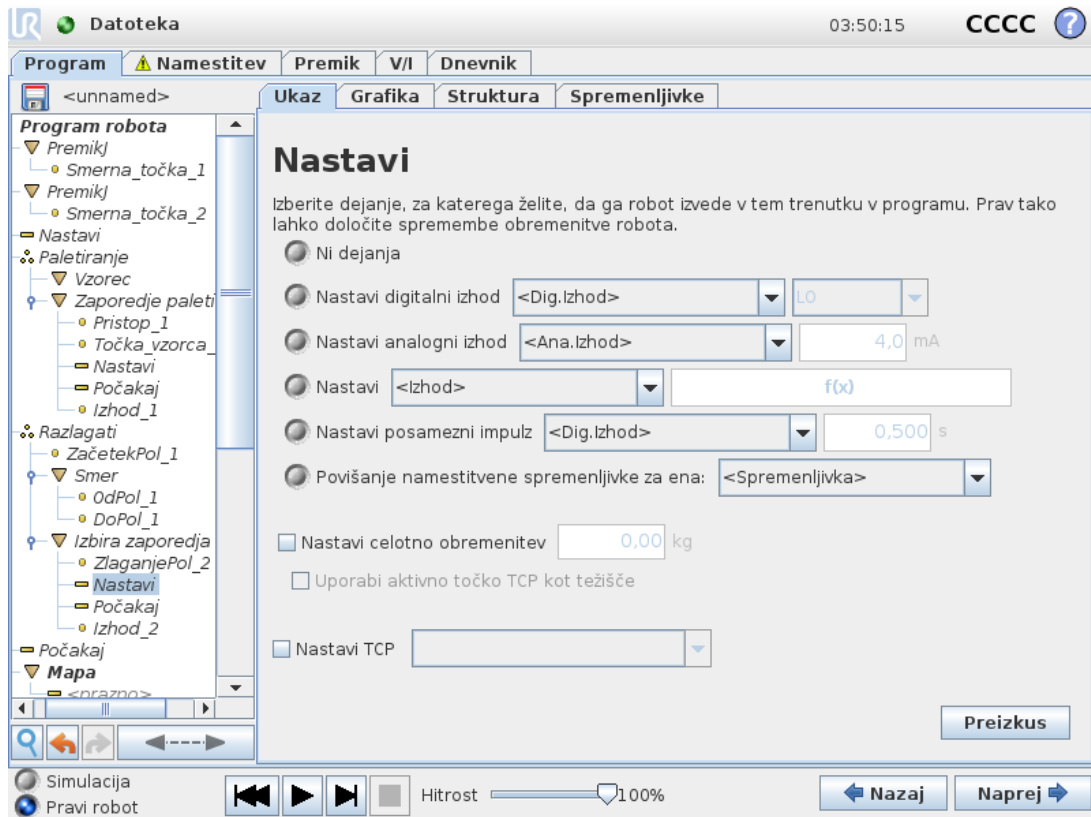 UR Datoteka 03:50:15 CCCC ?
Program Namestitev Premik V/I Dnevnik
<unnamed>
Ukaz Grafika Struktura Spremenljivke
Program robota
PremikJ
Smerna_točka_1
PremikJ
Smerna_točka_2
Nastavi
Paletiranje
Vzorec
Zaporedje paleti
Pristop_1
Točka_vzorca_
Nastavi
Počakaj
Izhod_1
Razlagati
ZačetekPol_1
Smer
OdPol_1
DoPol_1
Izbira zaporedja
ZlaganjePol_2
Nastavi
Počakaj
Izhod_2
Počakaj
Mapa
<prazno>
Nastavi
Izberite dejanje, za katerega želite, da ga robot izvede v tem trenutku v programu. Prav tako
lahko določite spremembe obremenitve robota.
Ni dejanja
Nastavi digitalni izhod <Dig.Izhod> LO
Nastavi analogni izhod <Ana.Izhod> 4,0 mA
Nastavi <Izhod> f(x)
Nastavi posamezni impulz <Dig.Izhod> 0,500 s
Povišanje namestitvene spremenljivke za ena: <Spremenljivka>
Nastavi celotno obremenitev 0,00 kg
Uporabi aktivno točko TCP kot težišče
Nastavi TCP
Preizkus
Simulacija
Pravi robot
Hitrost 100%
Nazaj Naprej